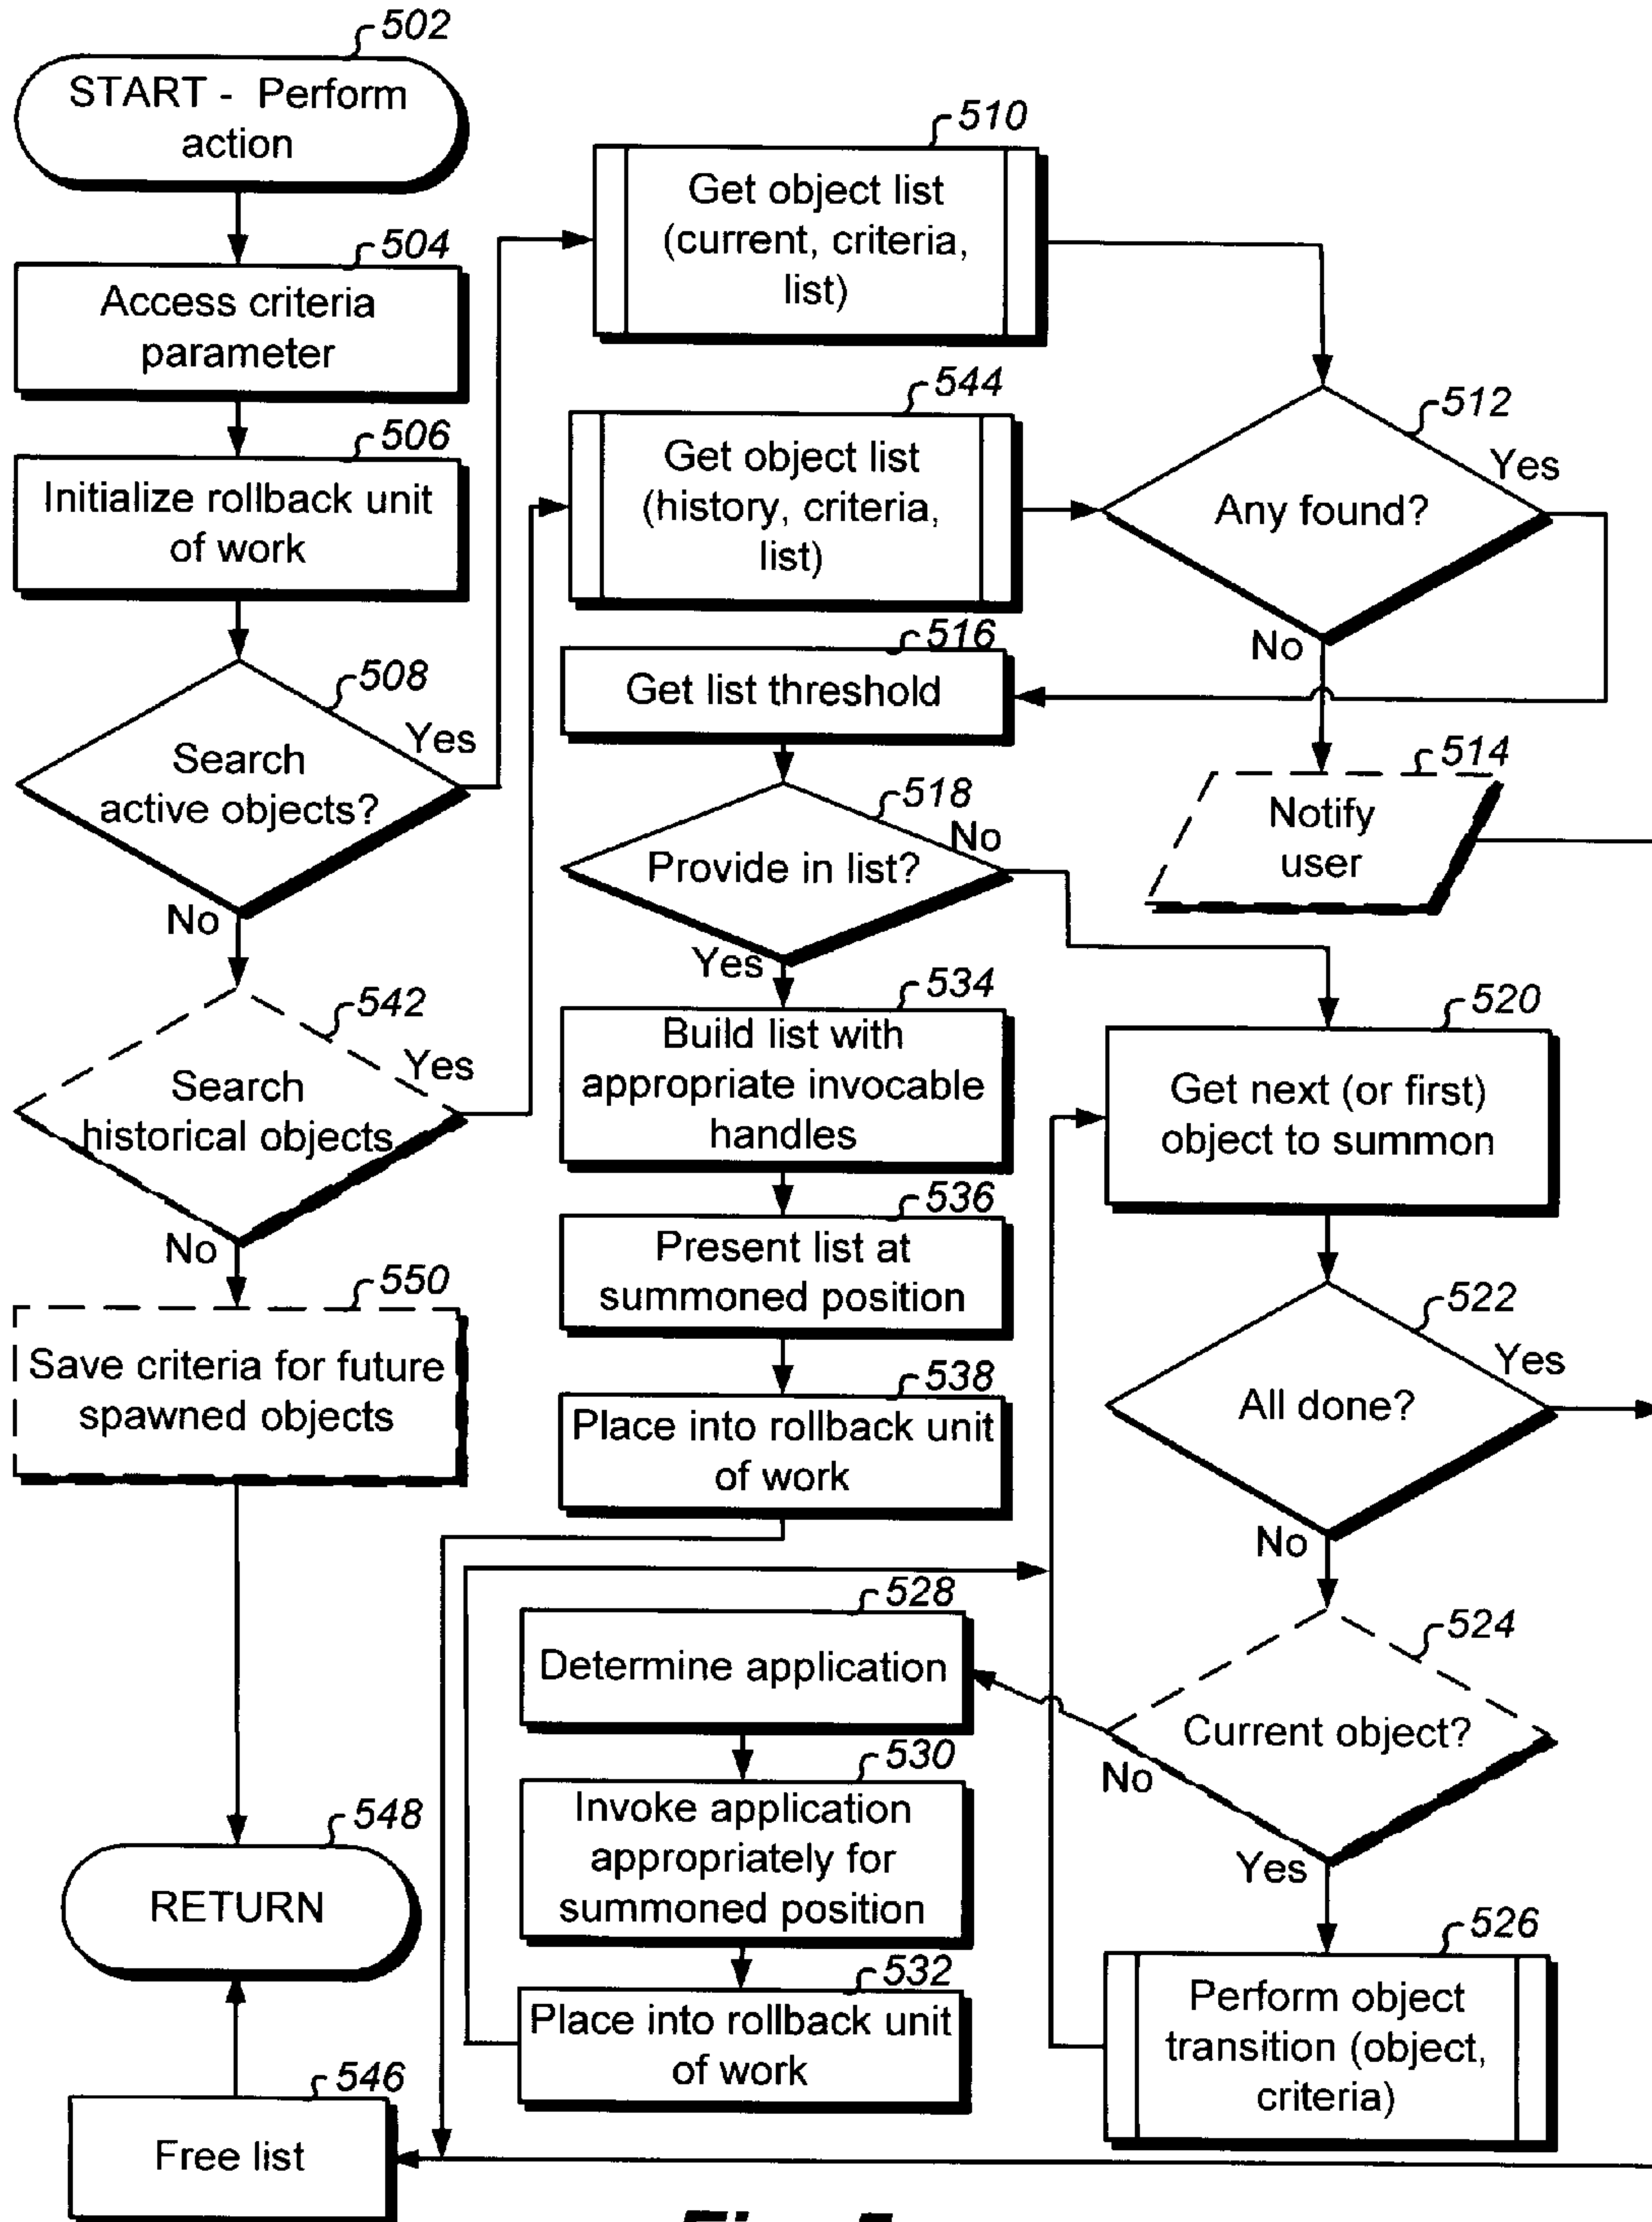 502
START - Perform
action
504
Access criteria
parameter
506
Initialize rollback unit
of work
508
Search
active objects?
Yes
No
542
Search
historical objects
Yes
No
550
Save criteria for future
spawned objects
548
RETURN
546
Free list
510
Get object list
(current, criteria,
list)
544
Get object list
(history, criteria,
list)
512
Any found?
Yes
No
514
Notify
user
516
Get list threshold
518
Provide in list?
No
Yes
534
Build list with
appropriate invocable
handles
536
Present list at
summoned position
538
Place into rollback unit
of work
520
Get next (or first)
object to summon
522
All done?
Yes
No
524
Current object?
No
Yes
526
Perform object
transition (object,
criteria)
528
Determine application
530
Invoke application
appropriately for
summoned position
532
Place into rollback unit
of work